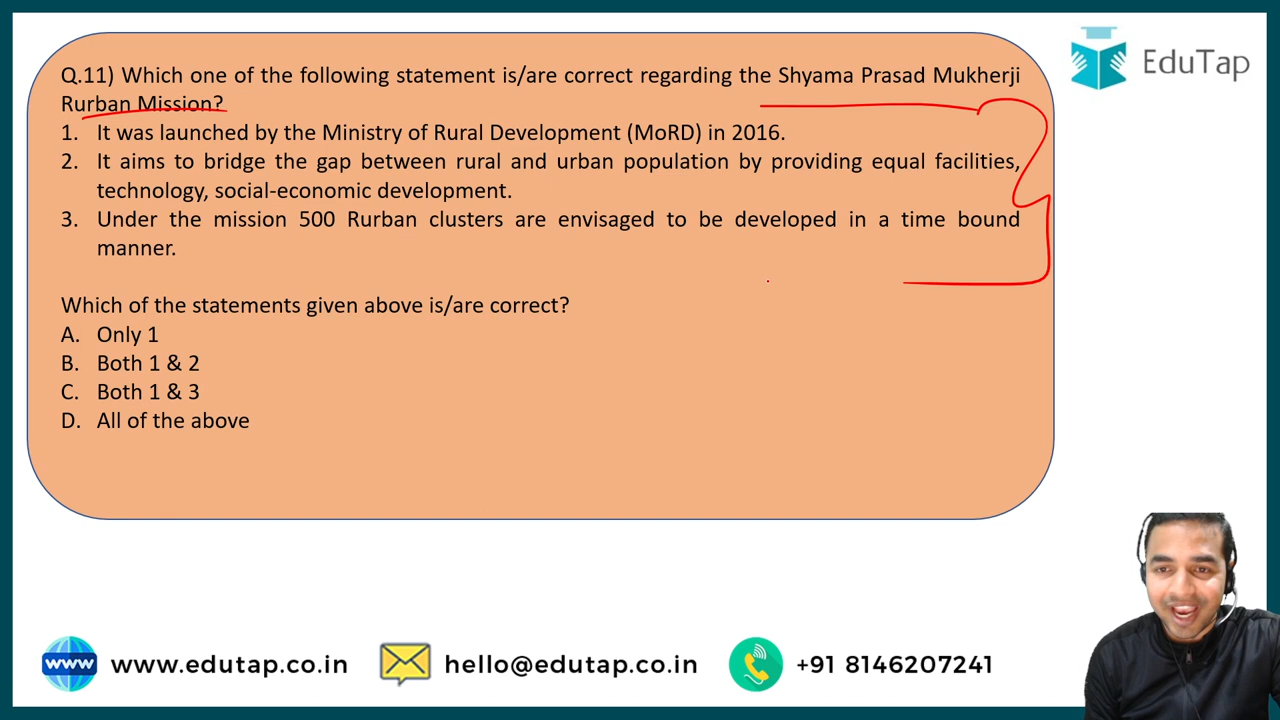 EduTap
Q.11) Which one of the following statement is/are correct regarding the Shyama Prasad Mukherji
Rurban Mission?
1. It was launched by the Ministry of Rural Development (MoRD) in 2016.
2. It aims to bridge the gap between rural and urban population by providing equal facilities,
technology, social-economic development.
3. Under the mission 500 Rurban clusters are envisaged to be developed in a time bound
manner.
Which of the statements given above is/are correct?
A. Only 1
B. Both 1 & 2
C. Both 1 & 3
D. All of the above
www
www.edutap.co.in
hello@edutap.co.in
+91 8146207241